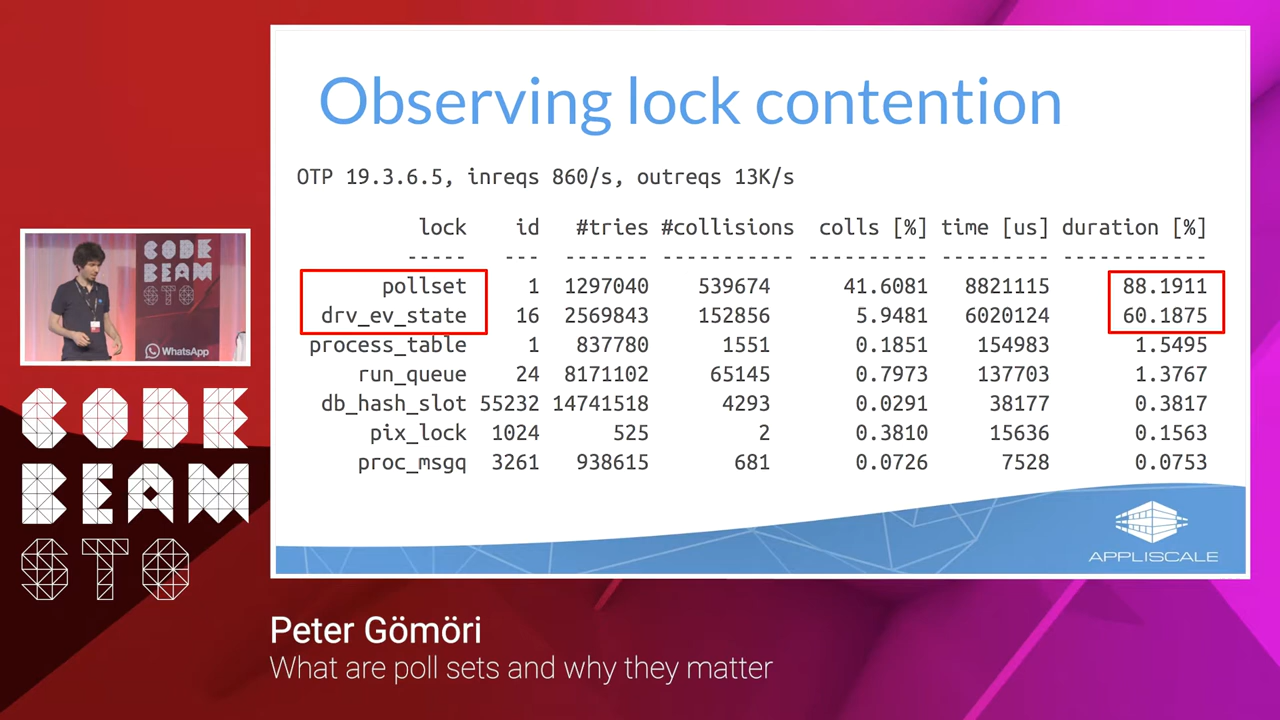 Observing lock contention
OTP 19.3.6.5, inreqs 860/s, outreqs 13K/s
lock id #tries #collisions colls [%] time [us] duration [%]
----- --- ------- ----------- ---------- --------- ------------
pollset 1 1297040 539674 41.6081 8821115 88.1911
drv_ev_state 16 2569843 152856 5.9481 6020124 60.1875
process_table 1 837780 1551 0.1851 154983 1.5495
run_queue 24 8171102 65145 0.7973 137703 1.3767
db_hash_slot 55232 14741518 4293 0.0291 38177 0.3817
pix_lock 1024 525 2 0.3810 15636 0.1563
proc_msgq 3261 938615 681 0.0726 7528 0.0753
APPLISCALE
CODE
BEAM
STO
WhatsApp
CODE
BEAM
STO
Peter Gömöri
What are poll sets and why they matter